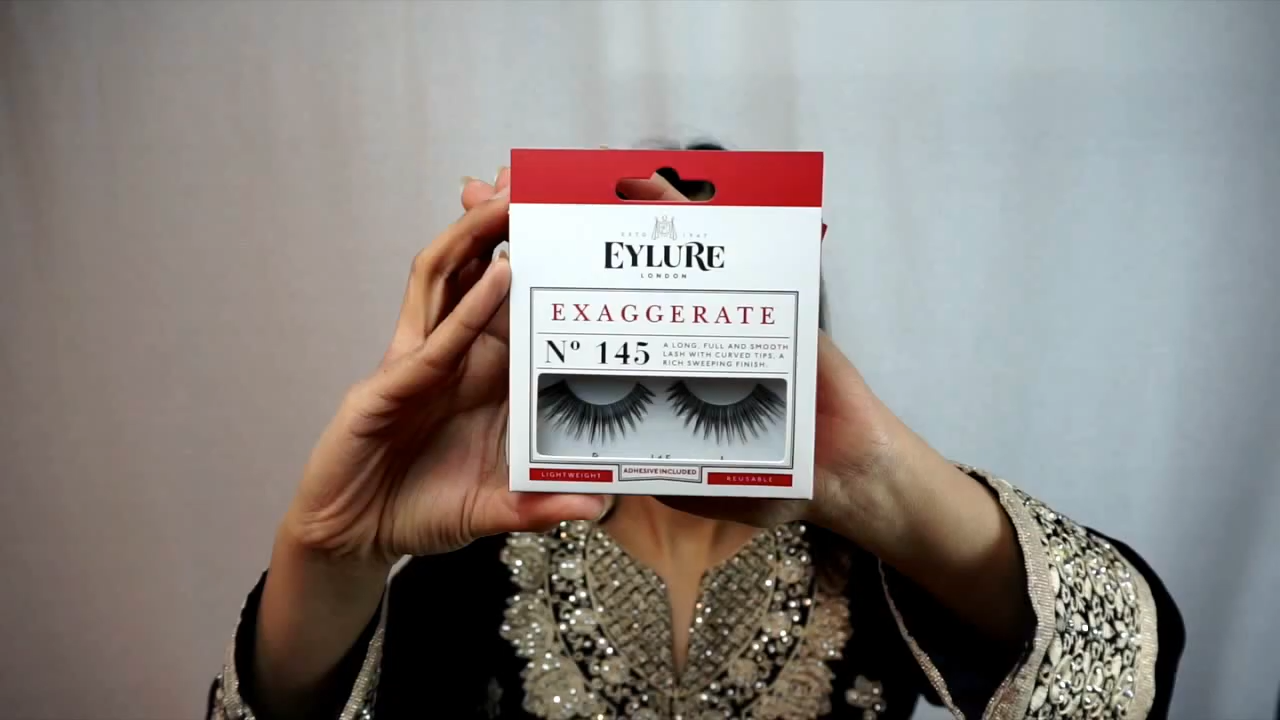 ESTD 1947
EYLURE
LONDON
EXAGGERATE
Nº 145
A LONG, FULL AND SMOOTH
LASH WITH CURVED TIPS, A
RICH SWEEPING FINISH.
LIGHTWEIGHT
ADHESIVE INCLUDED
REUSABLE